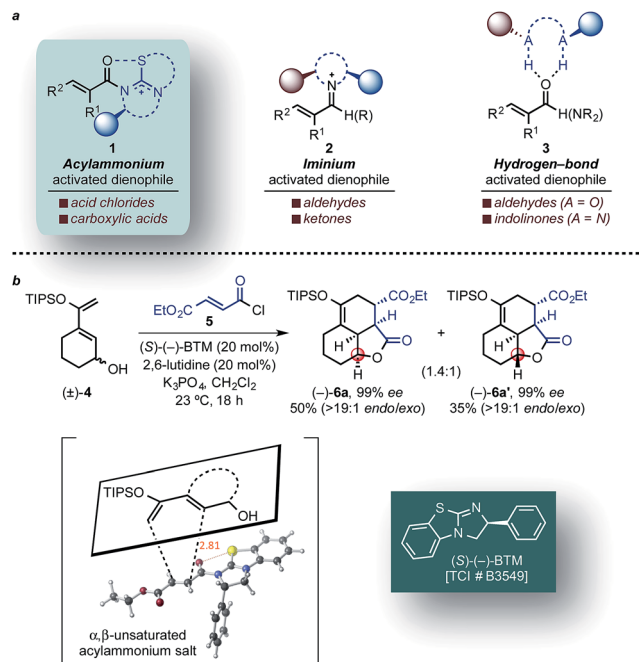 a
O
S
N
N
+
R²
R¹
1
Acylammonium
activated dienophile
■ acid chlorides
■ carboxylic acids
+
N
R²
H(R)
R¹
2
Iminium
activated dienophile
■ aldehydes
■ ketones
A
A
H
H
O
R²
H(NR₂)
R¹
3
Hydrogen–bond
activated dienophile
■ aldehydes (A = O)
■ indolinones (A = N)
b
TIPSO
OH
(±)-4
O
EtO₂C
Cl
5
(S)-(–)-BTM (20 mol%)
2,6-lutidine (20 mol%)
K₃PO₄, CH₂Cl₂
23 ºC, 18 h
TIPSO
CO₂Et
H
H
O
O
H
(–)-6a, 99% ee
50% (>19:1 endo/exo)
+
(1.4:1)
TIPSO
CO₂Et
H
H
O
O
H
(–)-6a', 99% ee
35% (>19:1 endo/exo)
TIPSO
OH
2.81
α,β-unsaturated
acylammonium salt
S
N
N
(S)-(–)-BTM
[TCI # B3549]